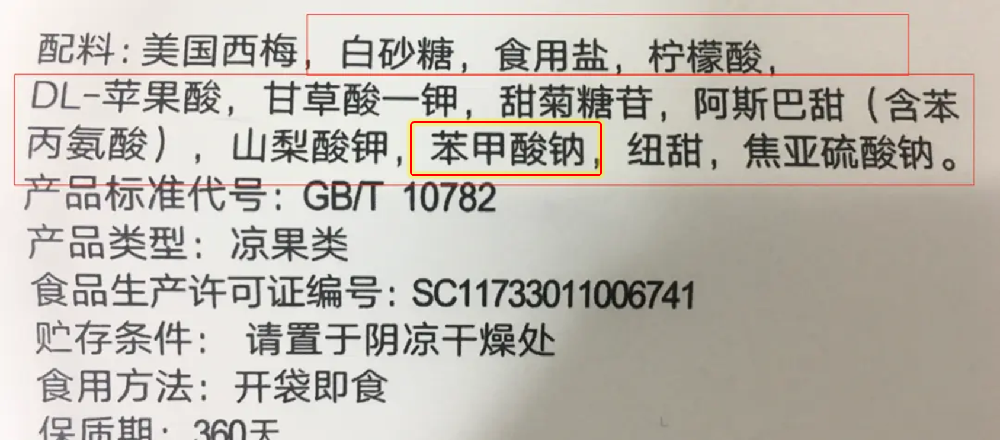 配料:美国西梅，白砂糖，食用盐，柠檬酸，
DL-苹果酸，甘草酸一钾，甜菊糖苷，阿斯巴甜（含苯
丙氨酸），山梨酸钾，苯甲酸钠，纽甜，焦亚硫酸钠。
产品标准代号：GB/T 10782
产品类型：凉果类
食品生产许可证编号：SC11733011006741
贮存条件：请置于阴凉干燥处
食用方法：开袋即食
保质期：360天